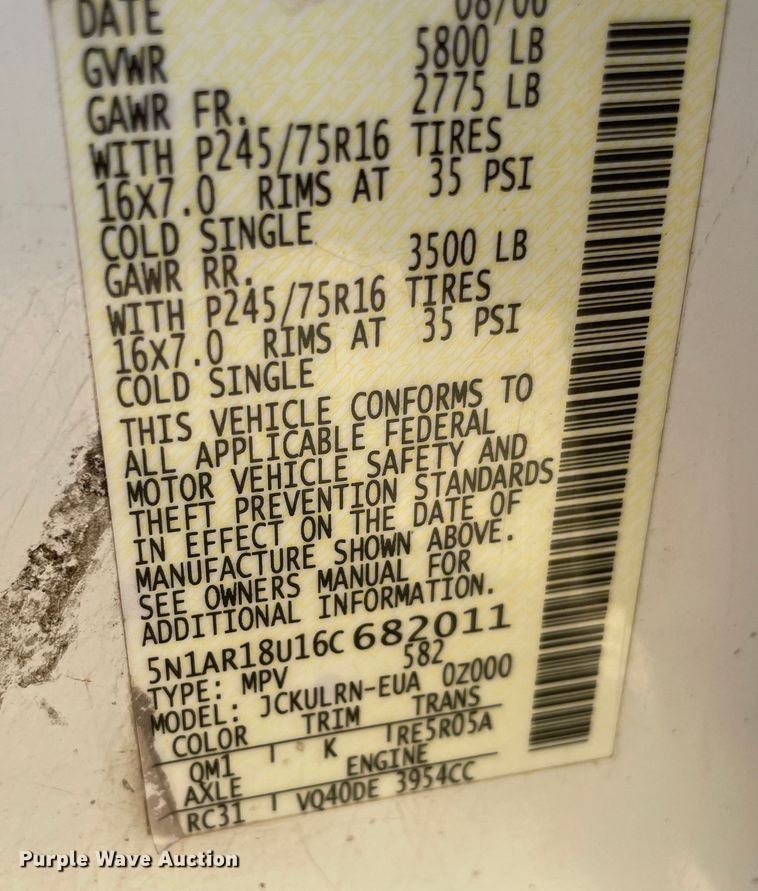 DATE 08/06
GVWR 5800 LB
GAWR FR. 2775 LB
WITH P245/75R16 TIRES
16X7.0 RIMS AT 35 PSI
COLD SINGLE
GAWR RR. 3500 LB
WITH P245/75R16 TIRES
16X7.0 RIMS AT 35 PSI
COLD SINGLE
THIS VEHICLE CONFORMS TO
ALL APPLICABLE FEDERAL
MOTOR VEHICLE SAFETY AND
THEFT PREVENTION STANDARDS
IN EFFECT ON THE DATE OF
MANUFACTURE SHOWN ABOVE.
SEE OWNERS MANUAL FOR
ADDITIONAL INFORMATION.
5N1AR18U16C682011
TYPE: MPV 582
MODEL: JCKULRN-EUA 0Z000
COLOR TRIM TRANS
QM1 K RE5R05A
AXLE ENGINE
RC31 VQ40DE 3954CC
Purple Wave Auction